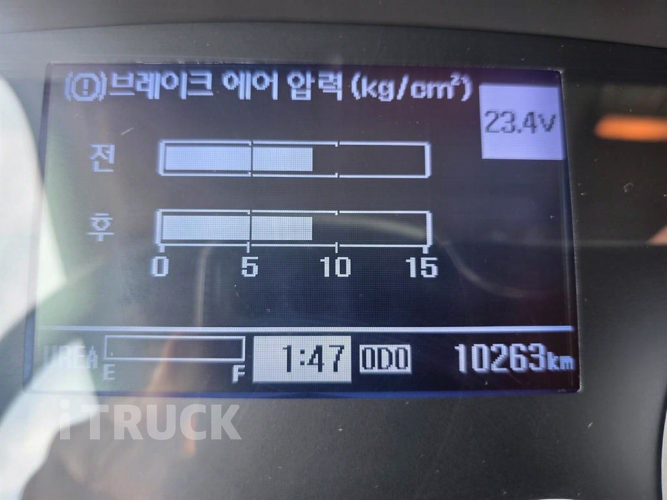 (!)브레이크 에어 압력 (kg/cm²)
23.4V
전
후
0 5 10 15
UREA E F 1:47 ODO 10263km
iTRUCK